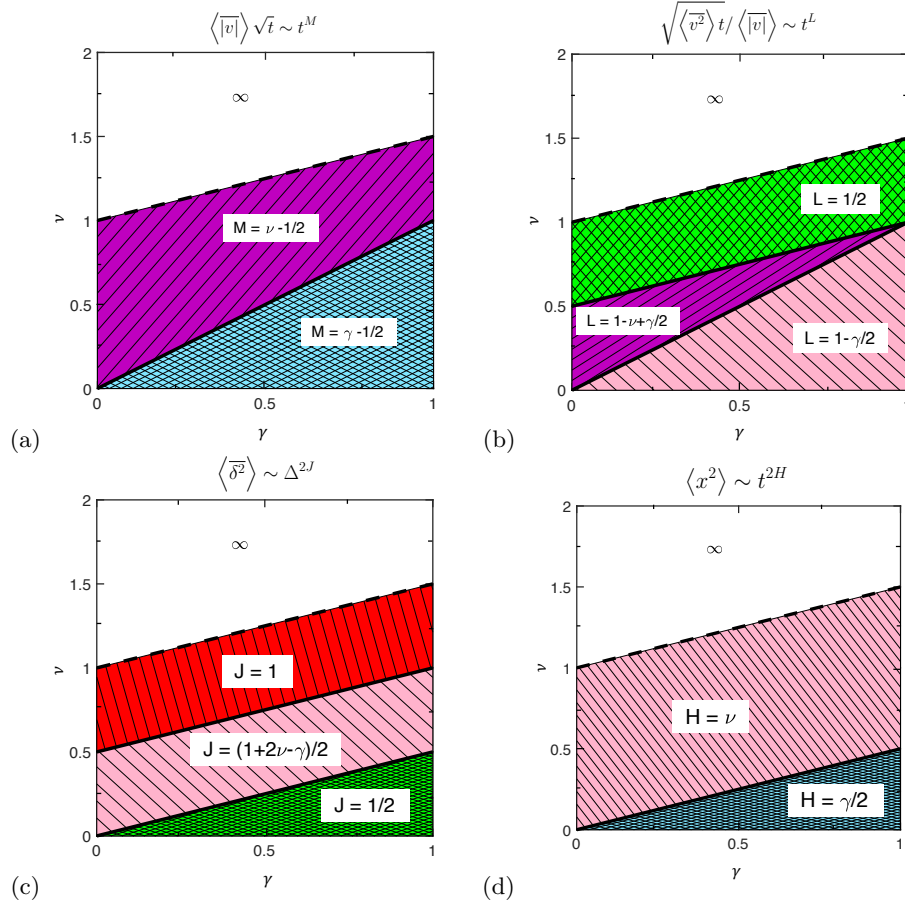 ⟨|v|‾⟩ √t ∼ t^M
2
1.5
1
0.5
0
ν
∞
M = ν -1/2
M = γ -1/2
0
0.5
1
γ
(a)
√(⟨v²‾⟩ t) / ⟨|v|‾⟩ ∼ t^L
2
1.5
1
0.5
0
ν
∞
L = 1/2
L = 1-ν+γ/2
L = 1-γ/2
0
0.5
1
γ
(b)
⟨δ²‾⟩ ∼ Δ^{2J}
2
1.5
1
0.5
0
ν
∞
J = 1
J = (1+2ν-γ)/2
J = 1/2
0
0.5
1
γ
(c)
⟨x²⟩ ∼ t^{2H}
2
1.5
1
0.5
0
ν
∞
H = ν
H = γ/2
0
0.5
1
γ
(d)